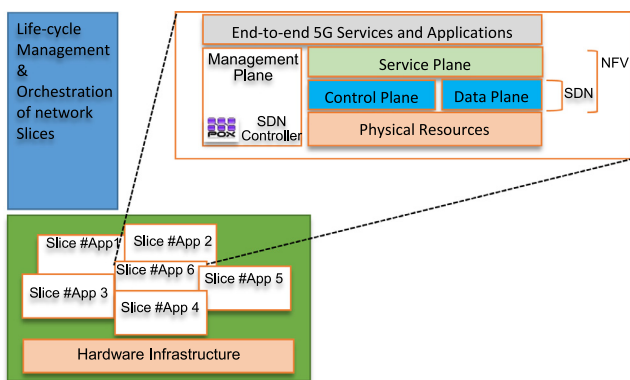 Life-cycle
Management
&
Orchestration
of network
Slices
End-to-end 5G Services and Applications
Management
Plane
Service Plane
NFV
Control Plane
Data Plane
SDN
POX
SDN
Controller
Physical Resources
Slice #App1
Slice #App 2
Slice #App 6
Slice #App 5
Slice #App 3
Slice #App 4
Hardware Infrastructure